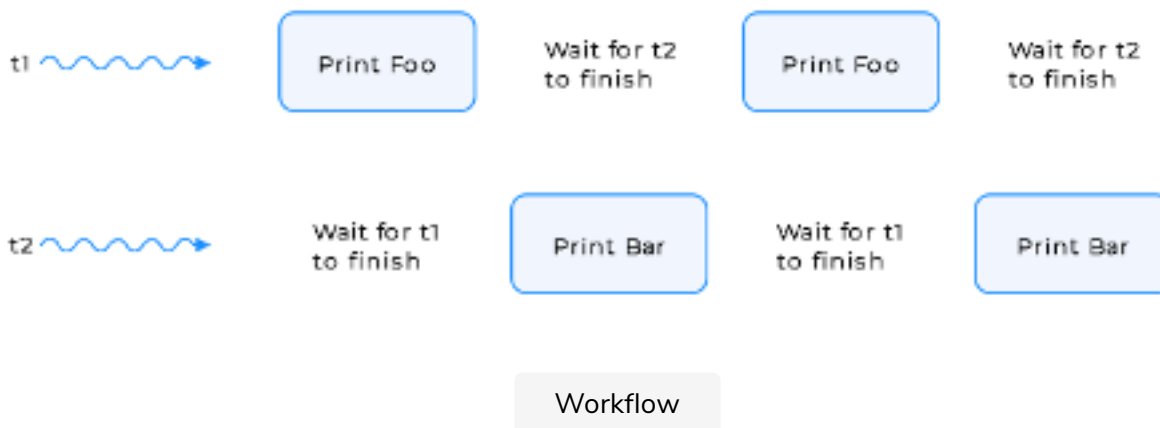 t1
Print Foo
Wait for t2
to finish
Print Foo
Wait for t2
to finish
t2
Wait for t1
to finish
Print Bar
Wait for t1
to finish
Print Bar
Workflow